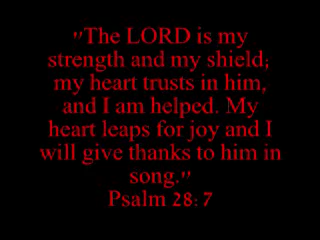 "The LORD is my
strength and my shield;
my heart trusts in him,
and I am helped. My
heart leaps for joy and I
will give thanks to him in
song."
Psalm 28:7